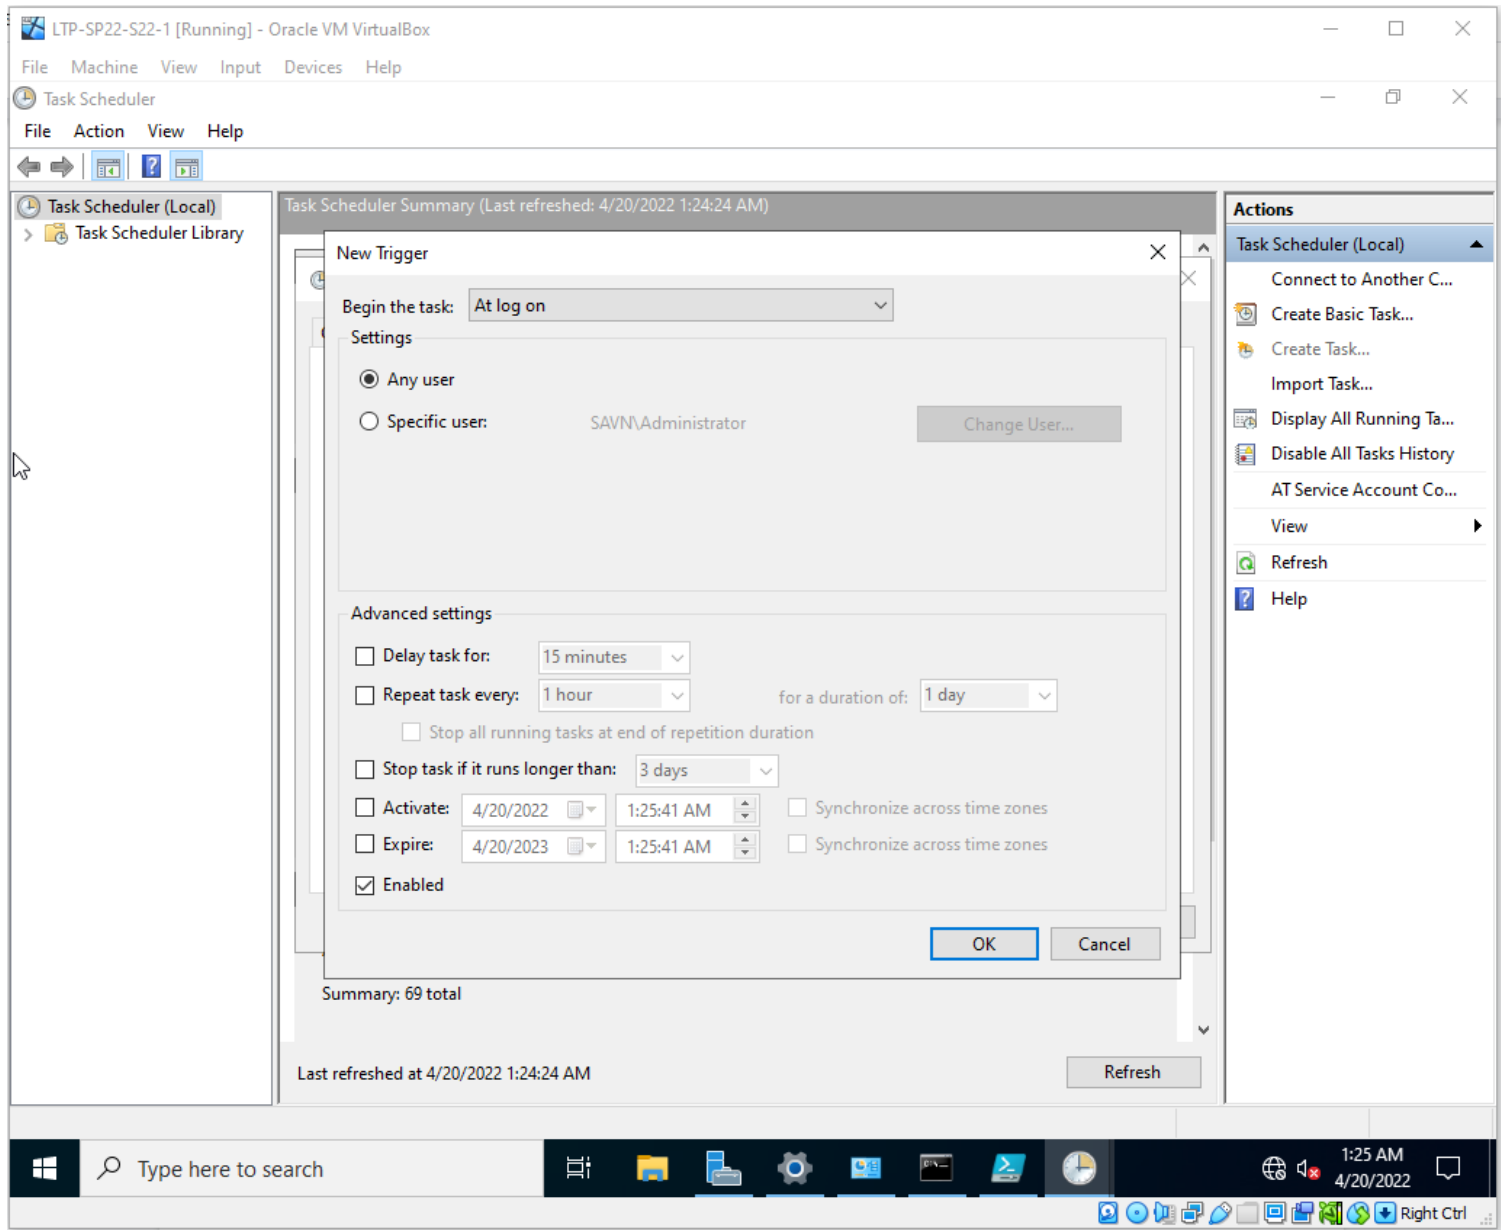 LTP-SP22-S22-1 [Running] - Oracle VM VirtualBox
File Machine View Input Devices Help
Task Scheduler
File Action View Help
Task Scheduler (Local)
Task Scheduler Library
Task Scheduler Summary (Last refreshed: 4/20/2022 1:24:24 AM)
New Trigger
Begin the task: At log on
Settings
Any user
Specific user: SAVN\Administrator Change User...
Advanced settings
Delay task for: 15 minutes
Repeat task every: 1 hour for a duration of: 1 day
Stop all running tasks at end of repetition duration
Stop task if it runs longer than: 3 days
Activate: 4/20/2022 1:25:41 AM Synchronize across time zones
Expire: 4/20/2023 1:25:41 AM Synchronize across time zones
Enabled
OK Cancel
Summary: 69 total
Last refreshed at 4/20/2022 1:24:24 AM Refresh
Actions
Task Scheduler (Local)
Connect to Another C...
Create Basic Task...
Create Task...
Import Task...
Display All Running Ta...
Disable All Tasks History
AT Service Account Co...
View
Refresh
Help
Type here to search
1:25 AM
4/20/2022
Right Ctrl